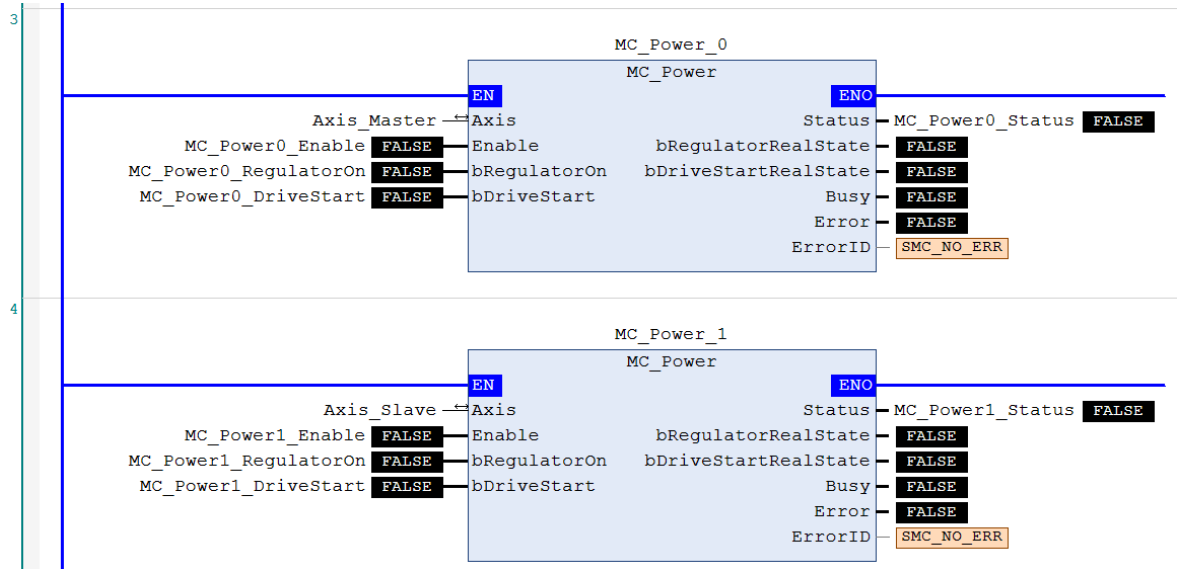 3
MC_Power_0
MC_Power
EN ENO
Axis_Master Axis Status MC_Power0_Status FALSE
MC_Power0_Enable FALSE Enable bRegulatorRealState FALSE
MC_Power0_RegulatorOn FALSE bRegulatorOn bDriveStartRealState FALSE
MC_Power0_DriveStart FALSE bDriveStart Busy FALSE
Error FALSE
ErrorID SMC_NO_ERR
4
MC_Power_1
MC_Power
EN ENO
Axis_Slave Axis Status MC_Power1_Status FALSE
MC_Power1_Enable FALSE Enable bRegulatorRealState FALSE
MC_Power1_RegulatorOn FALSE bRegulatorOn bDriveStartRealState FALSE
MC_Power1_DriveStart FALSE bDriveStart Busy FALSE
Error FALSE
ErrorID SMC_NO_ERR